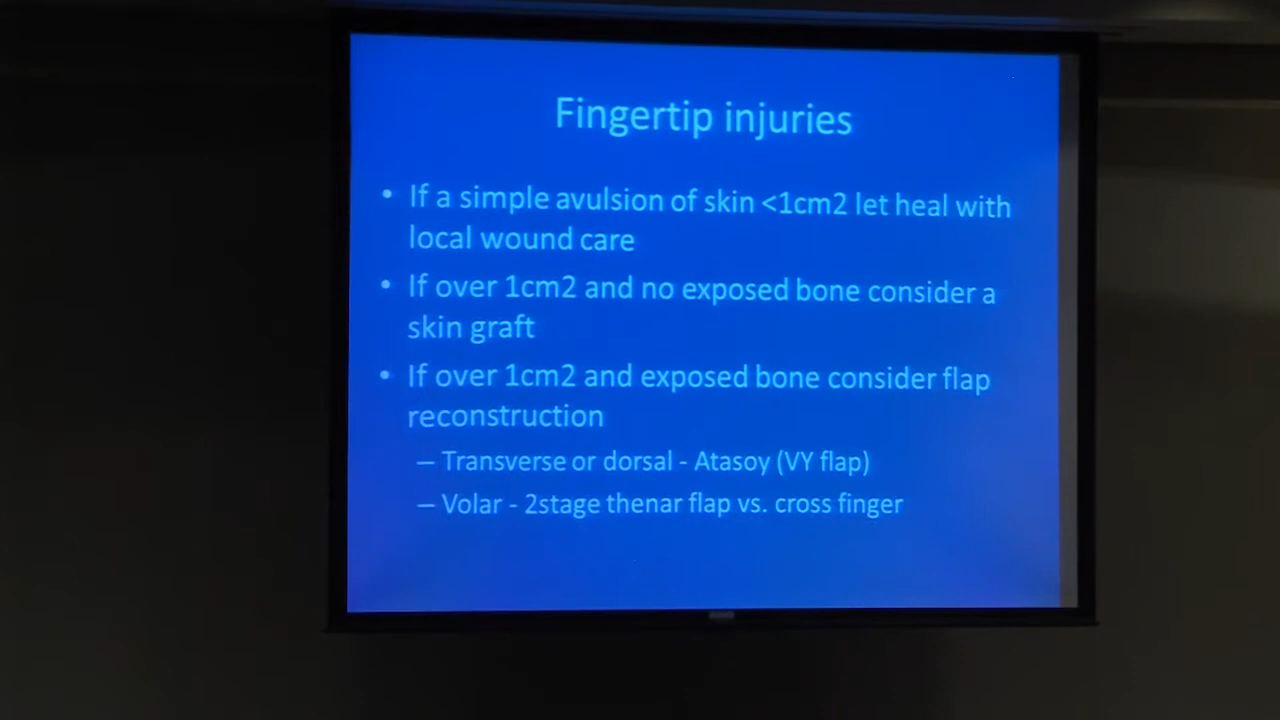 Fingertip injuries
• If a simple avulsion of skin <1cm2 let heal with
local wound care
• If over 1cm2 and no exposed bone consider a
skin graft
• If over 1cm2 and exposed bone consider flap
reconstruction
– Transverse or dorsal - Atasoy (VY flap)
– Volar - 2stage thenar flap vs. cross finger